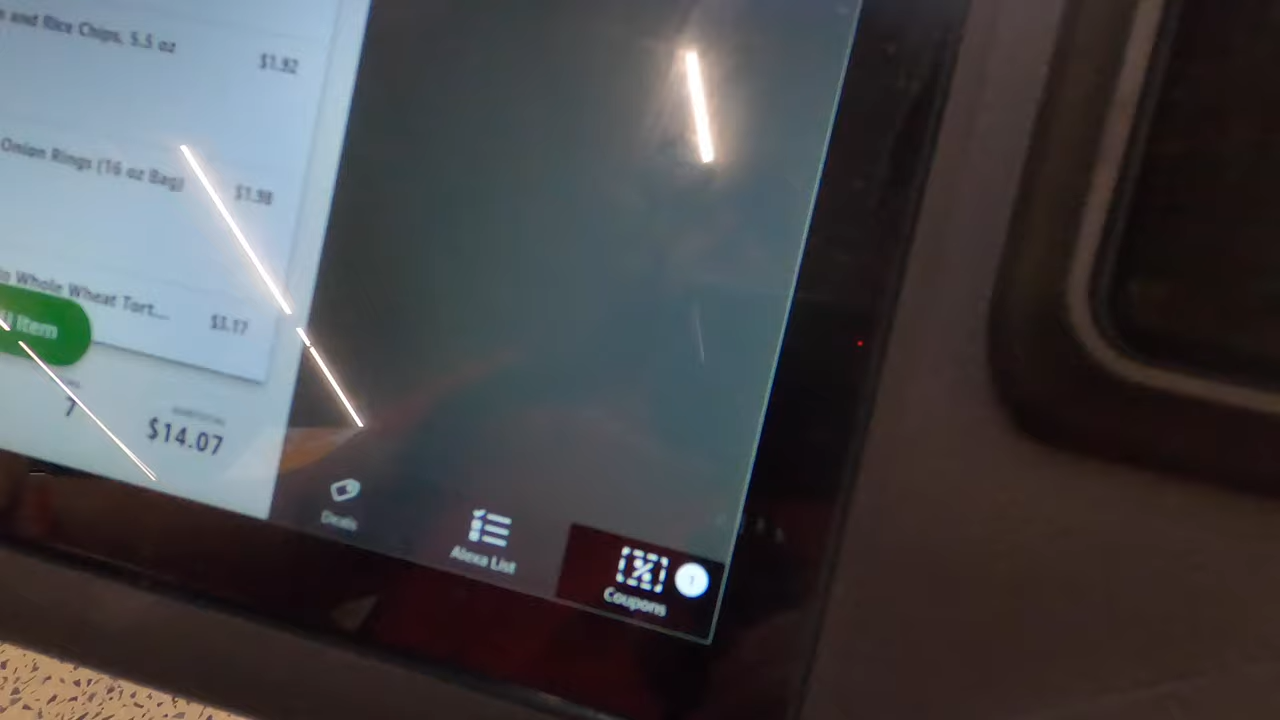 and Rice Chips, 5.5 oz
$1.92
Onion Rings (16 oz Bag)
$1.98
Whole Wheat Tort...
$3.17
Item
7
$14.07
Deals
Alexa List
Coupons